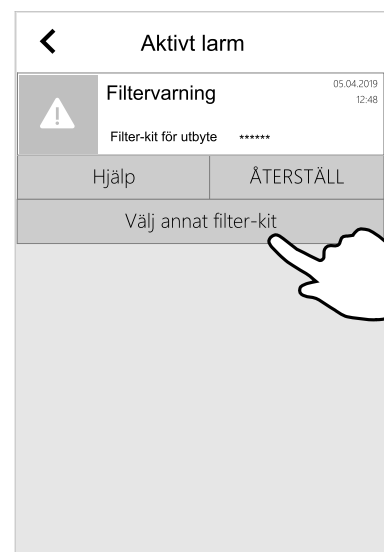 Aktivt larm
Filtervarning
05.04.2019
12:48
Filter-kit för utbyte ******
Hjälp
ÅTERSTÄLL
Välj annat filter-kit